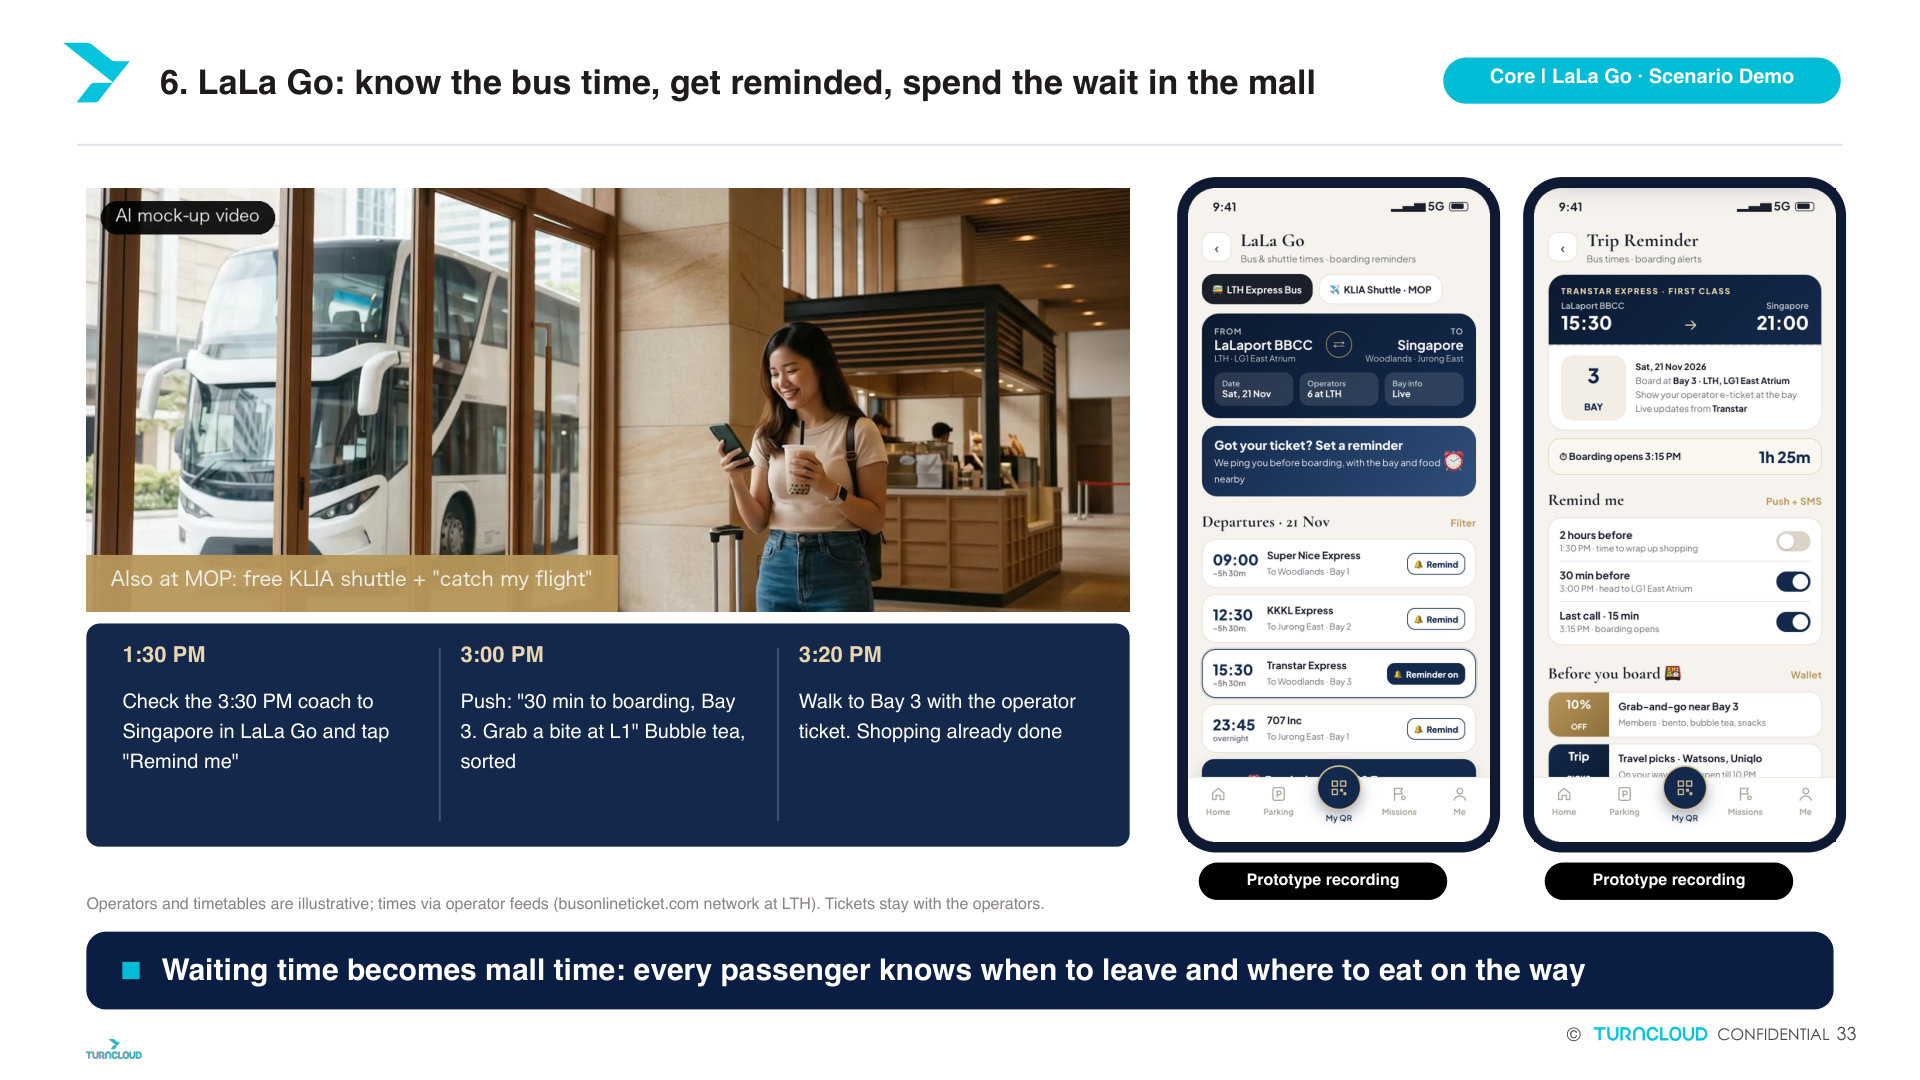 6. LaLa Go: know the bus time, get reminded, spend the wait in the mall
Core | LaLa Go · Scenario Demo
AI mock-up video
Also at MOP: free KLIA shuttle + "catch my flight"
1:30 PM
Check the 3:30 PM coach to
Singapore in LaLa Go and tap
"Remind me"
3:00 PM
Push: "30 min to boarding, Bay
3. Grab a bite at L1" Bubble tea,
sorted
3:20 PM
Walk to Bay 3 with the operator
ticket. Shopping already done
9:41
5G
LaLa Go
Bus & shuttle times · boarding reminders
LTH Express Bus
KLIA Shuttle · MOP
FROM
TO
LaLaport BBCC
Singapore
LTH · LG1 East Atrium
Woodlands · Jurong East
Date
Sat, 21 Nov
Operators
6 at LTH
Bay info
Live
Got your ticket? Set a reminder
We ping you before boarding, with the bay and food
nearby
Departures · 21 Nov
Filter
09:00
~5h 30m
Super Nice Express
To Woodlands · Bay 1
Remind
12:30
~5h 30m
KKKL Express
To Jurong East · Bay 2
Remind
15:30
~5h 30m
Transtar Express
To Woodlands · Bay 3
Reminder on
23:45
overnight
707 Inc
To Jurong East · Bay 1
Remind
Home
Parking
My QR
Missions
Me
Prototype recording
9:41
5G
Trip Reminder
Bus times · boarding alerts
TRANSTAR EXPRESS · FIRST CLASS
LaLaport BBCC
Singapore
15:30
→
21:00
3
BAY
Sat, 21 Nov 2026
Board at Bay 3 · LTH, LG1 East Atrium
Show your operator e-ticket at the bay
Live updates from Transtar
Boarding opens 3:15 PM
1h 25m
Remind me
Push + SMS
2 hours before
1:30 PM · time to wrap up shopping
30 min before
3:00 PM · head to LG1 East Atrium
Last call · 15 min
3:15 PM · boarding opens
Before you board
Wallet
10%
OFF
Grab-and-go near Bay 3
Members · bento, bubble tea, snacks
Trip
Travel picks · Watsons, Uniqlo
Home
Parking
My QR
Missions
Me
Prototype recording
Operators and timetables are illustrative; times via operator feeds (busonlineticket.com network at LTH). Tickets stay with the operators.
Waiting time becomes mall time: every passenger knows when to leave and where to eat on the way
TURNCLOUD
© TURNCLOUD CONFIDENTIAL 33